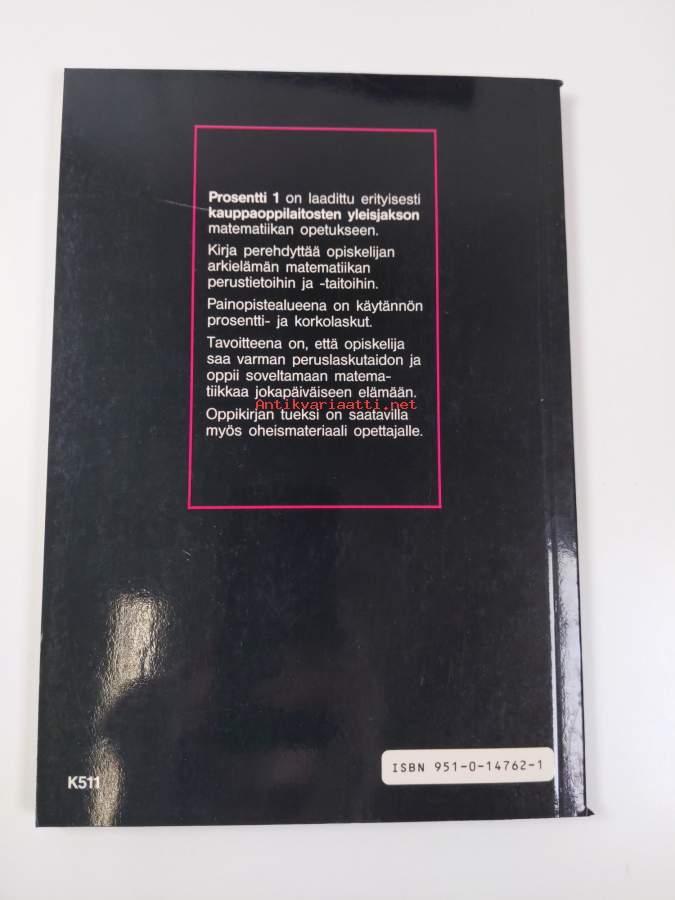 Prosentti 1 on laadittu erityisesti
kauppaoppilaitosten yleisjakson
matematiikan opetukseen.
Kirja perehdyttää opiskelijan
arkielämän matematiikan
perustietoihin ja -taitoihin.
Painopistealueena on käytännön
prosentti- ja korkolaskut.
Tavoitteena on, että opiskelija
saa varman peruslaskutaidon ja
oppii soveltamaan matema-
tiikkaa jokapäiväiseen elämään.
Antikvariaatti.net
Oppikirjan tueksi on saatavilla
myös oheismateriaali opettajalle.
ISBN 951-0-14762-1
K511